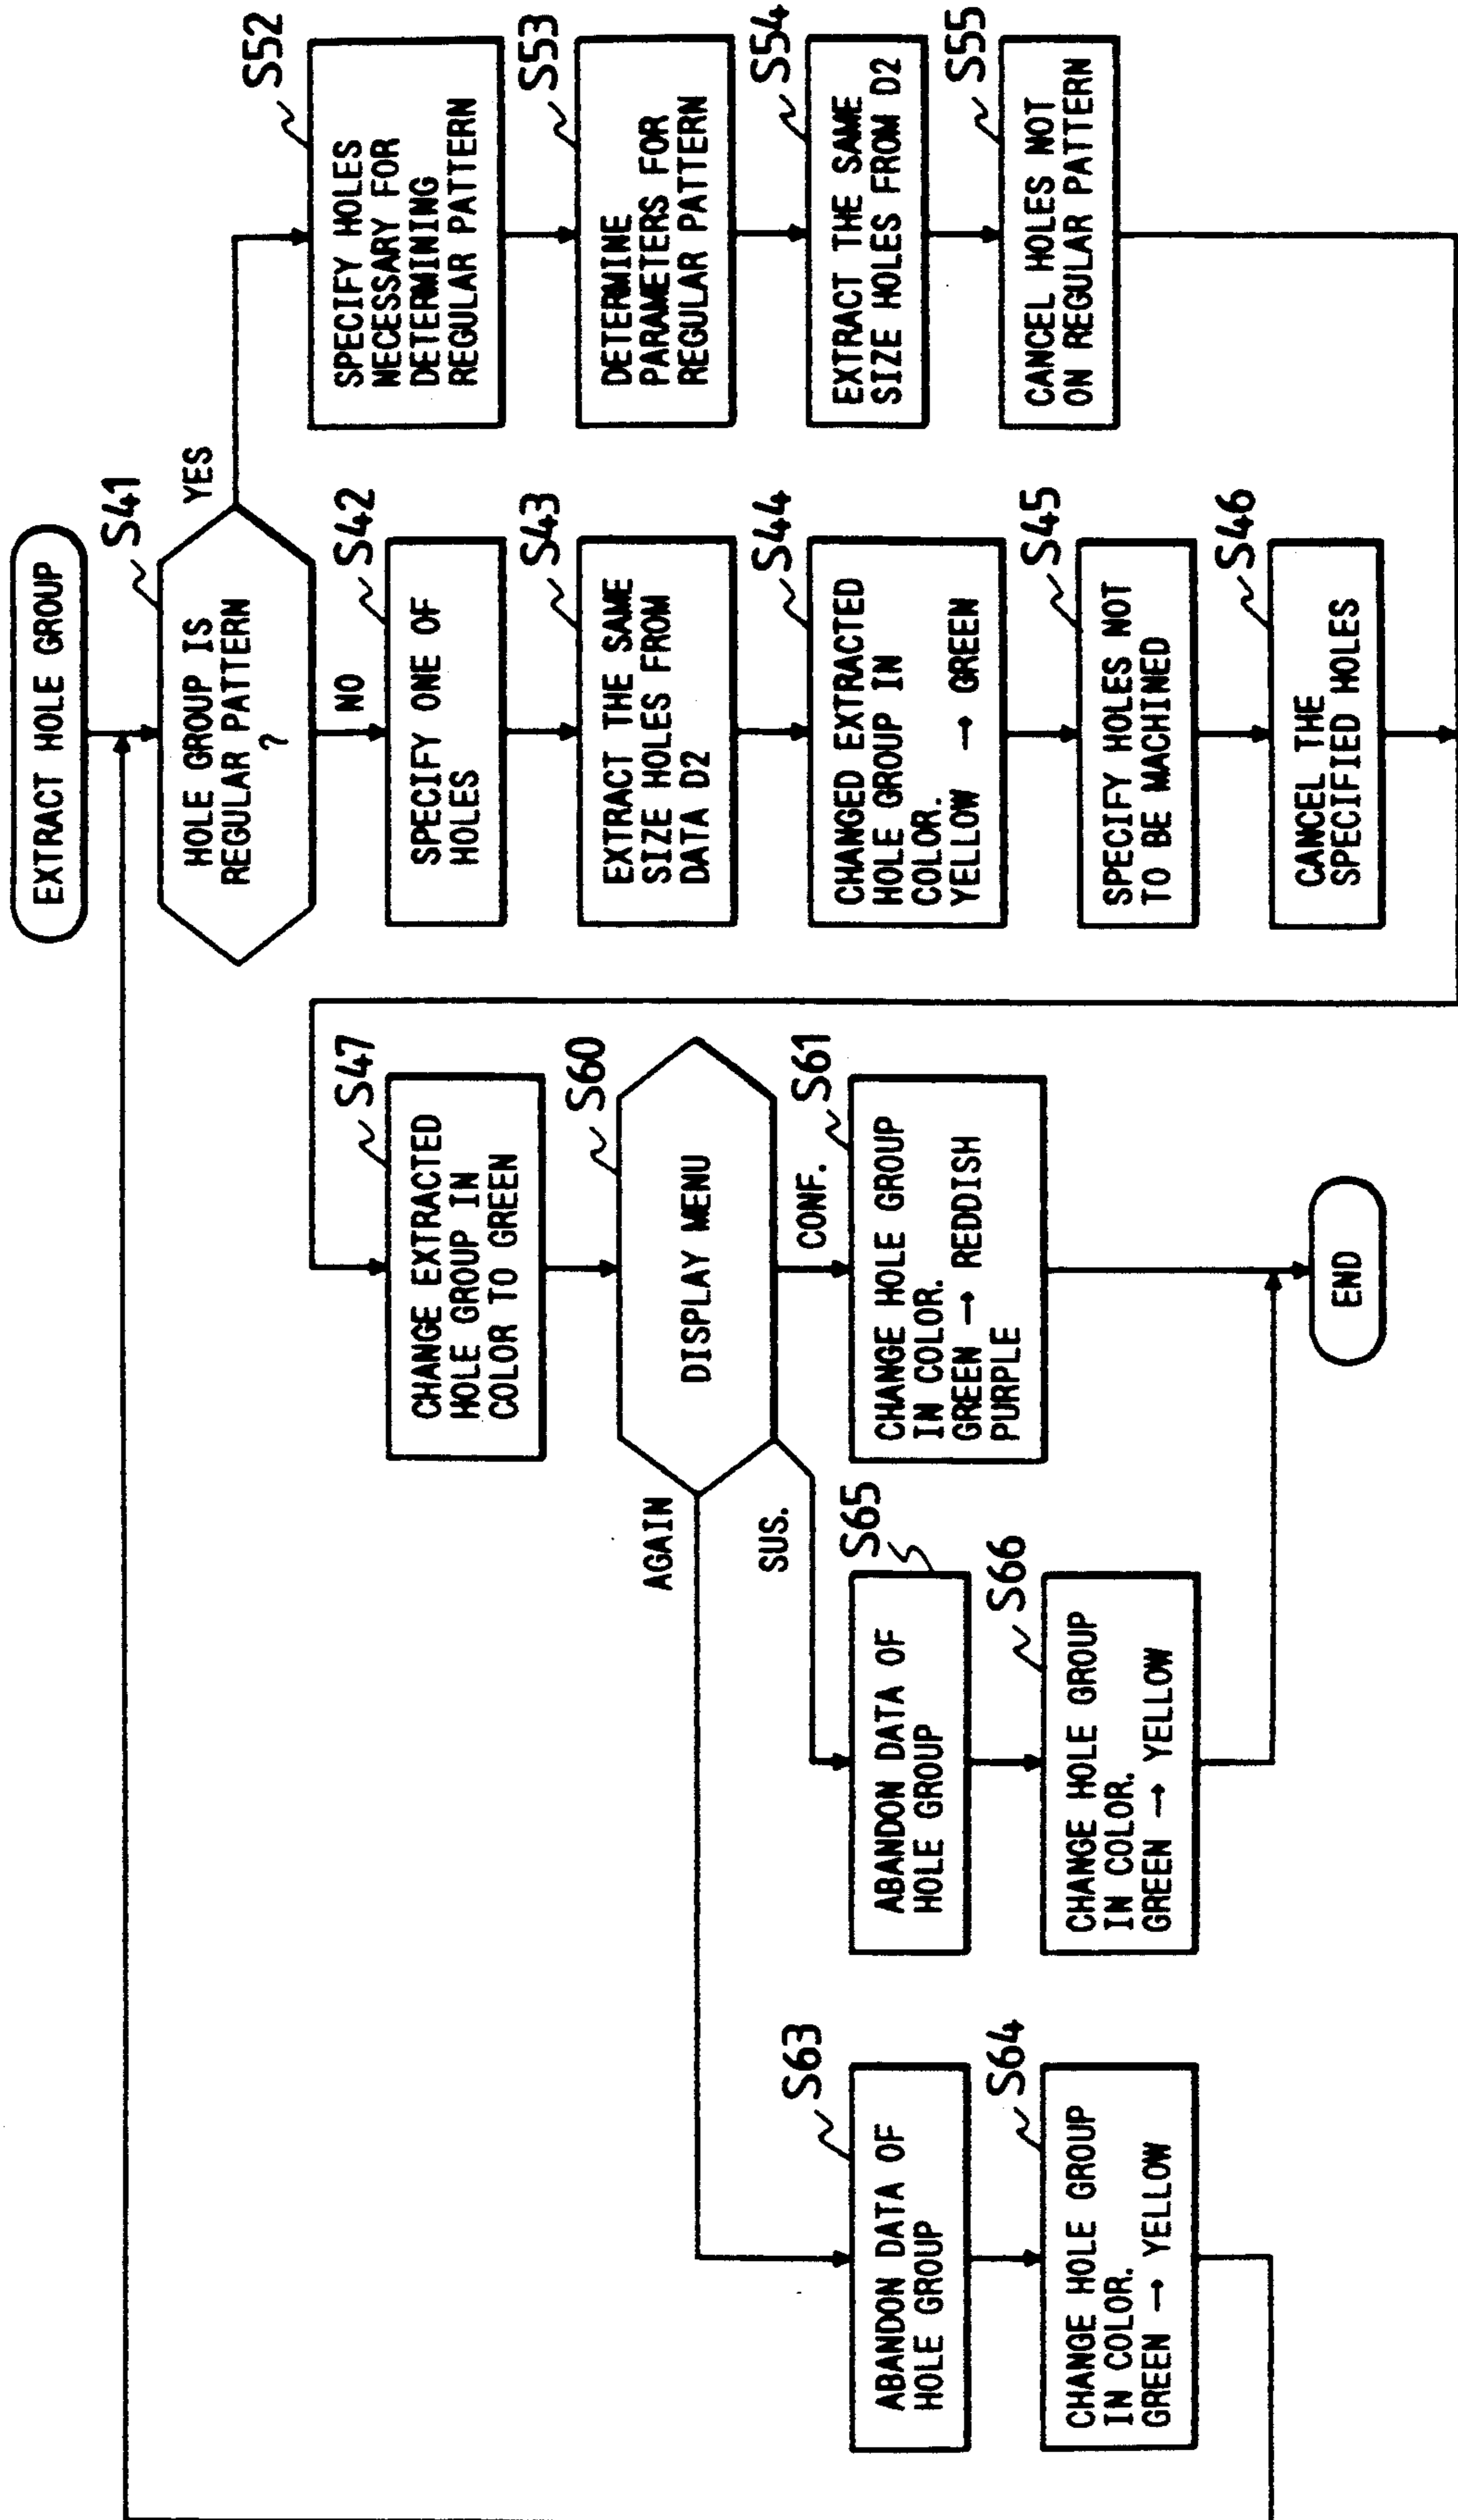 EXTRACT HOLE GROUP
S41
HOLE GROUP IS
REGULAR PATTERN
?
YES
NO
S42
SPECIFY ONE OF
HOLES
S43
EXTRACT THE SAME
SIZE HOLES FROM
DATA D2
S44
CHANGED EXTRACTED
HOLE GROUP IN
COLOR.
YELLOW → GREEN
S45
SPECIFY HOLES NOT
TO BE MACHINED
S46
CANCEL THE
SPECIFIED HOLES
S52
SPECIFY HOLES
NECESSARY FOR
DETERMINING
REGULAR PATTERN
S53
DETERMINE
PARAMETERS FOR
REGULAR PATTERN
S54
EXTRACT THE SAME
SIZE HOLES FROM D2
S55
CANCEL HOLES NOT
ON REGULAR PATTERN
S47
CHANGE EXTRACTED
HOLE GROUP IN
COLOR TO GREEN
S60
DISPLAY MENU
AGAIN
SUS.
CONF.
S61
CHANGE HOLE GROUP
IN COLOR.
GREEN → REDDISH
PURPLE
S65
ABANDON DATA OF
HOLE GROUP
S66
CHANGE HOLE GROUP
IN COLOR.
GREEN → YELLOW
S63
ABANDON DATA OF
HOLE GROUP
S64
CHANGE HOLE GROUP
IN COLOR.
GREEN → YELLOW
END